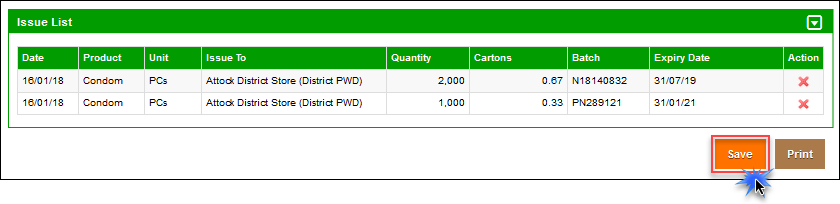 Issue List
Date Product Unit Issue To Quantity Cartons Batch Expiry Date Action
16/01/18 Condom PCs Attock District Store (District PWD) 2,000 0.67 N18140832 31/07/19
16/01/18 Condom PCs Attock District Store (District PWD) 1,000 0.33 PN289121 31/01/21
Save Print